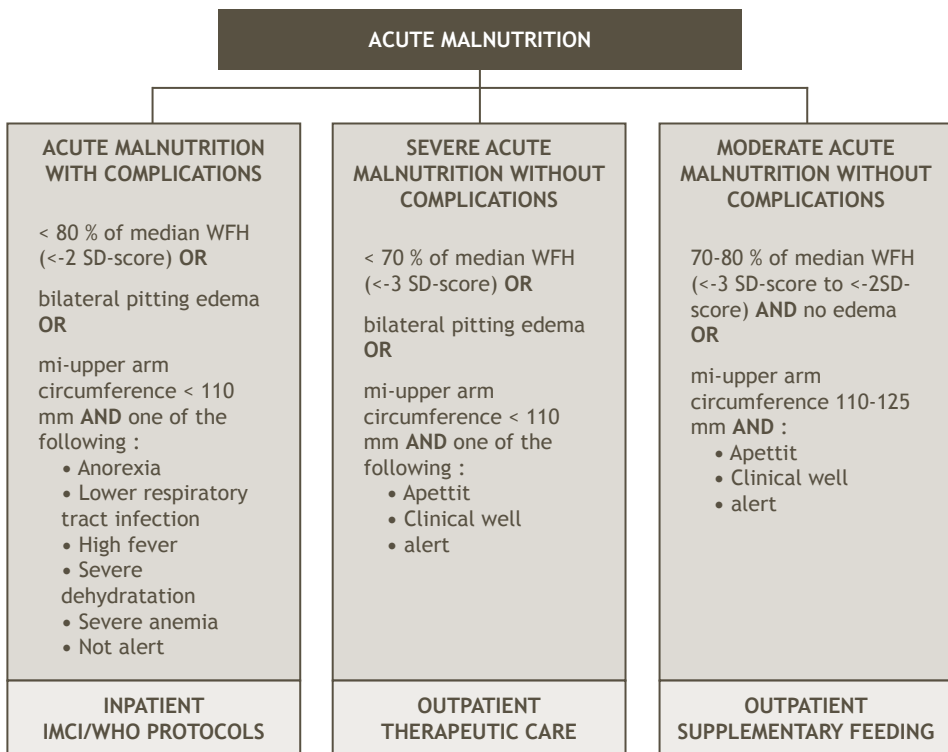 ACUTE MALNUTRITION
ACUTE MALNUTRITION
WITH COMPLICATIONS
< 80 % of median WFH
(<-2 SD-score) OR
bilateral pitting edema
OR
mi-upper arm
circumference < 110
mm AND one of the
following :
• Anorexia
• Lower respiratory
tract infection
• High fever
• Severe
dehydratation
• Severe anemia
• Not alert
INPATIENT
IMCI/WHO PROTOCOLS
SEVERE ACUTE
MALNUTRITION WITHOUT
COMPLICATIONS
< 70 % of median WFH
(<-3 SD-score) OR
bilateral pitting edema
OR
mi-upper arm
circumference < 110
mm AND one of the
following :
• Apettit
• Clinical well
• alert
OUTPATIENT
THERAPEUTIC CARE
MODERATE ACUTE
MALNUTRITION WITHOUT
COMPLICATIONS
70-80 % of median WFH
(<-3 SD-score to <-2SD-
score) AND no edema
OR
mi-upper arm
circumference 110-125
mm AND :
• Apettit
• Clinical well
• alert
OUTPATIENT
SUPPLEMENTARY FEEDING